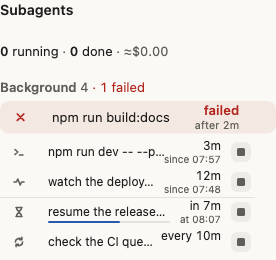 Subagents
0 running · 0 done · ≈$0.00
Background 4 · 1 failed
npm run build:docs failed
after 2m
npm run dev -- --p... 3m
since 07:57
watch the deploy... 12m
since 07:48
resume the release... in 7m
at 08:07
check the CI que... every 10m